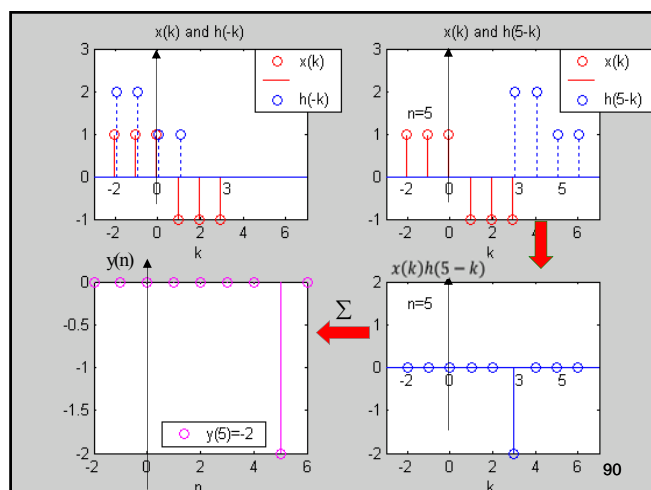 x(k) and h(-k)
3
2
1
0
-1
x(k)
h(-k)
-2 0 3
0 2 4 6
k
x(k) and h(5-k)
3
2
1
0
-1
x(k)
h(5-k)
n=5
-2 0 3 5
0 2 4 6
k
y(n)
0
-0.5
-1
-1.5
-2
y(5)=-2
-2 0 2 4 6
n
∑
x(k)h(5 − k)
2
1
0
-1
-2
n=5
-2 0 3 5
0 2 4 6
k
90